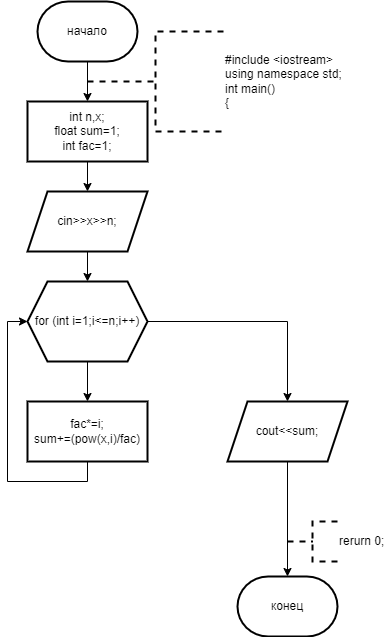 начало
#include <iostream>
using namespace std;
int main()
{
int n,x;
float sum=1;
int fac=1;
cin>>x>>n;
for (int i=1;i<=n;i++)
fac*=i;
sum+=(pow(x,i)/fac)
cout<<sum;
rerurn 0;
конец